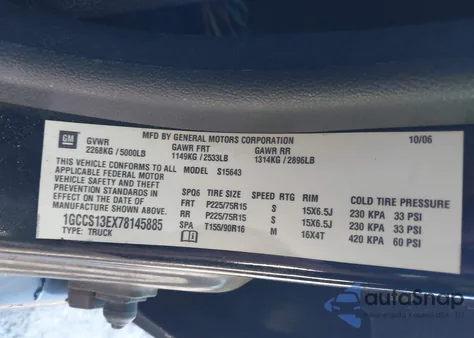 MFD BY GENERAL MOTORS CORPORATION 10/06
GM GVWR GAWR FRT GAWR RR
2268KG / 5000LB 1149KG / 2533LB 1314KG / 2896LB
THIS VEHICLE CONFORMS TO ALL MODEL S15643
APPLICABLE FEDERAL MOTOR
VEHICLE SAFETY, BUMPER, AND
THEFT PREVENTION STANDARDS
IN EFFECT ON THE DATE OF
MANUFACTURE SHOWN ABOVE.
1GCCS13EX78145885
TYPE: TRUCK
SPQ6 TIRE SIZE SPEED RTG RIM COLD TIRE PRESSURE
FRT P225/75R15 S 15X6.5J 230 KPA 33 PSI
RR P225/75R15 S 15X6.5J 230 KPA 33 PSI
SPA T155/90R16 M 16X4T 420 KPA 60 PSI
autoSnap